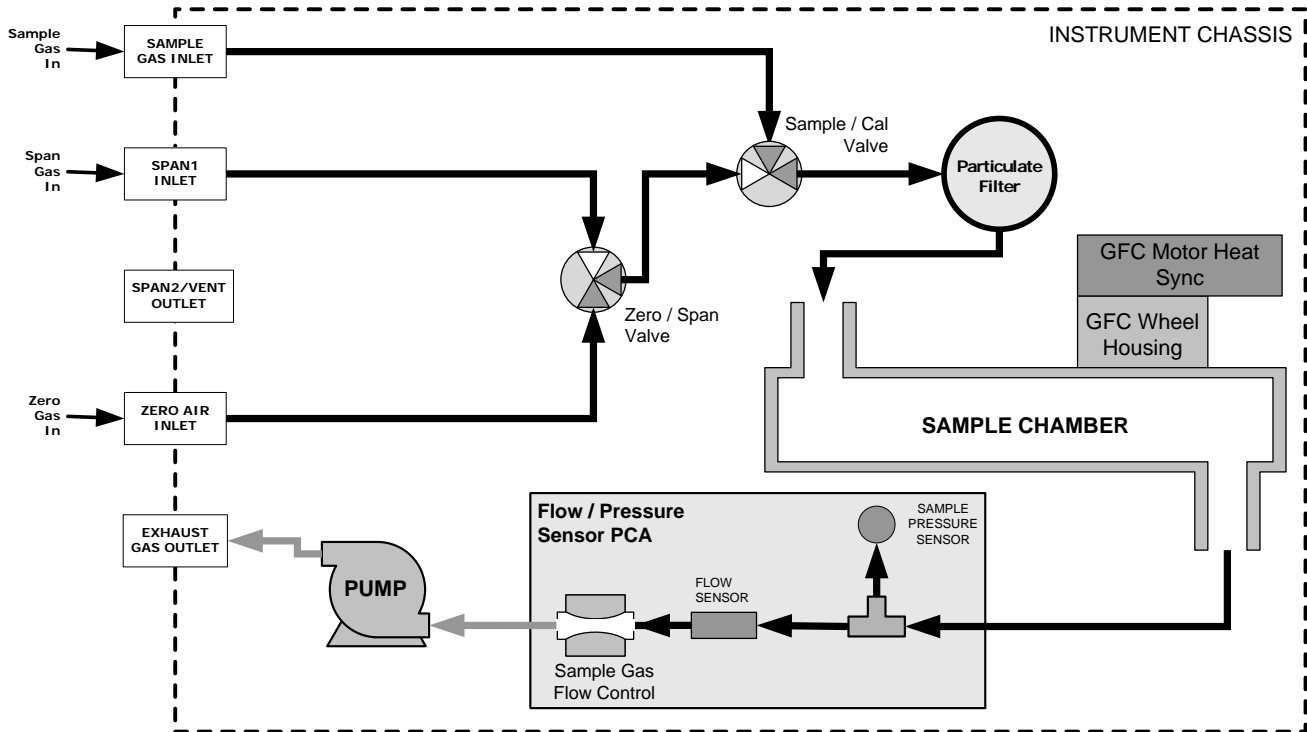 INSTRUMENT CHASSIS
Sample
Gas
In
SAMPLE
GAS INLET
Sample / Cal
Valve
Span
Gas
In
SPAN1
INLET
Particulate
Filter
GFC Motor Heat
Sync
SPAN2/VENT
OUTLET
Zero / Span
Valve
GFC Wheel
Housing
Zero
Gas
In
ZERO AIR
INLET
SAMPLE CHAMBER
EXHAUST
GAS OUTLET
PUMP
Flow / Pressure
Sensor PCA
SAMPLE
PRESSURE
SENSOR
FLOW
SENSOR
Sample Gas
Flow Control